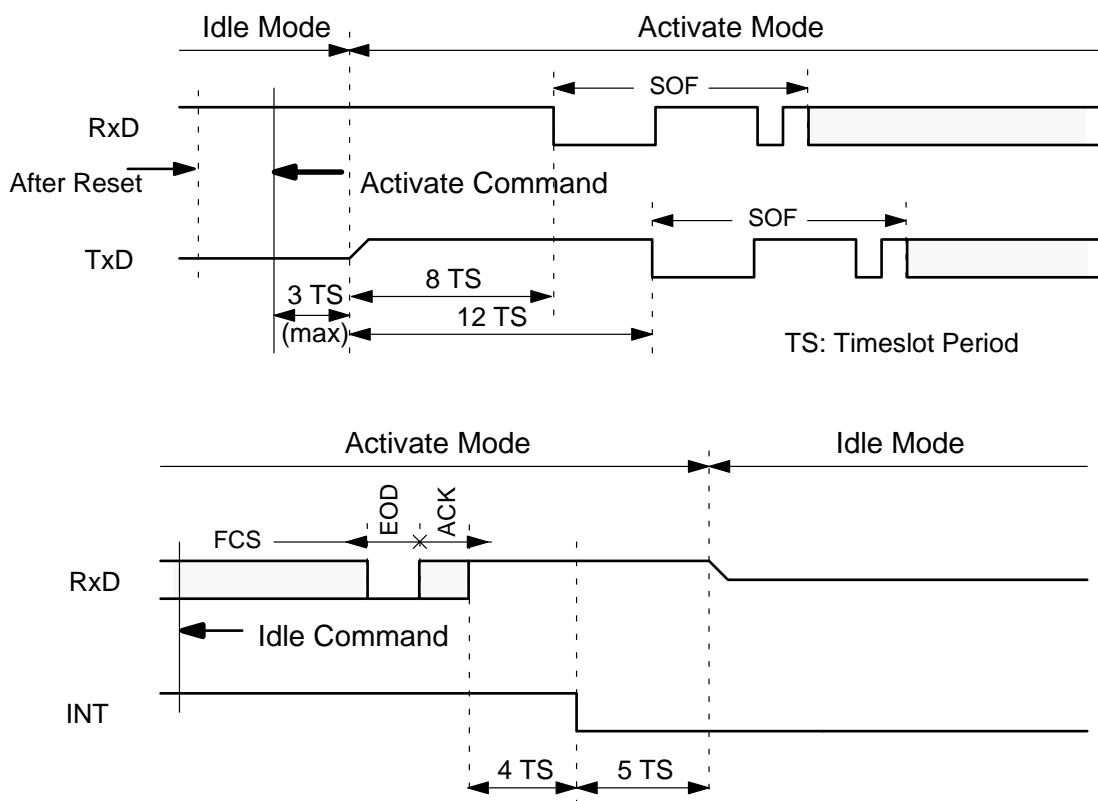 Idle Mode
Activate Mode
SOF
RxD
After Reset
Activate Command
SOF
TxD
8 TS
3 TS
(max)
12 TS
TS: Timeslot Period
Activate Mode
Idle Mode
EOD
ACK
FCS
RxD
Idle Command
INT
4 TS
5 TS